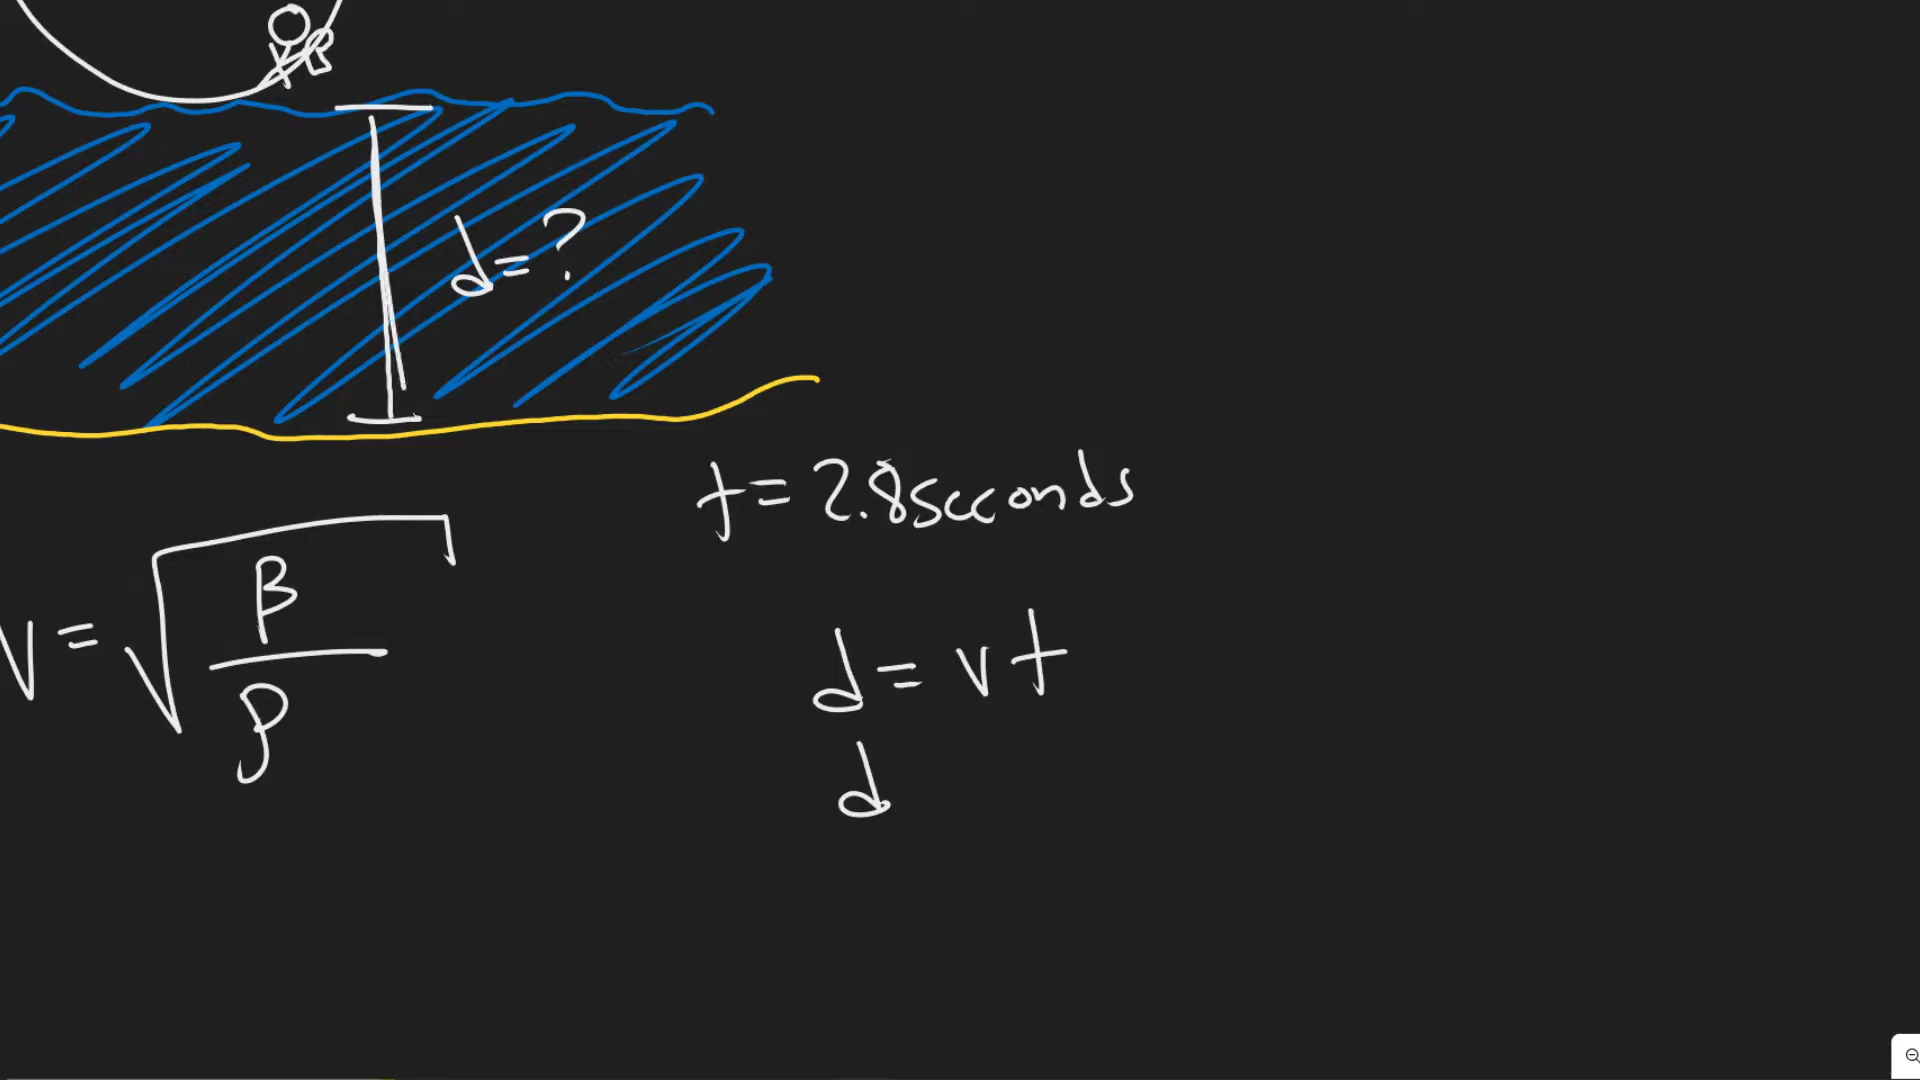 d=?
t=2.8seconds
v=√β/ρ
d=vt
d